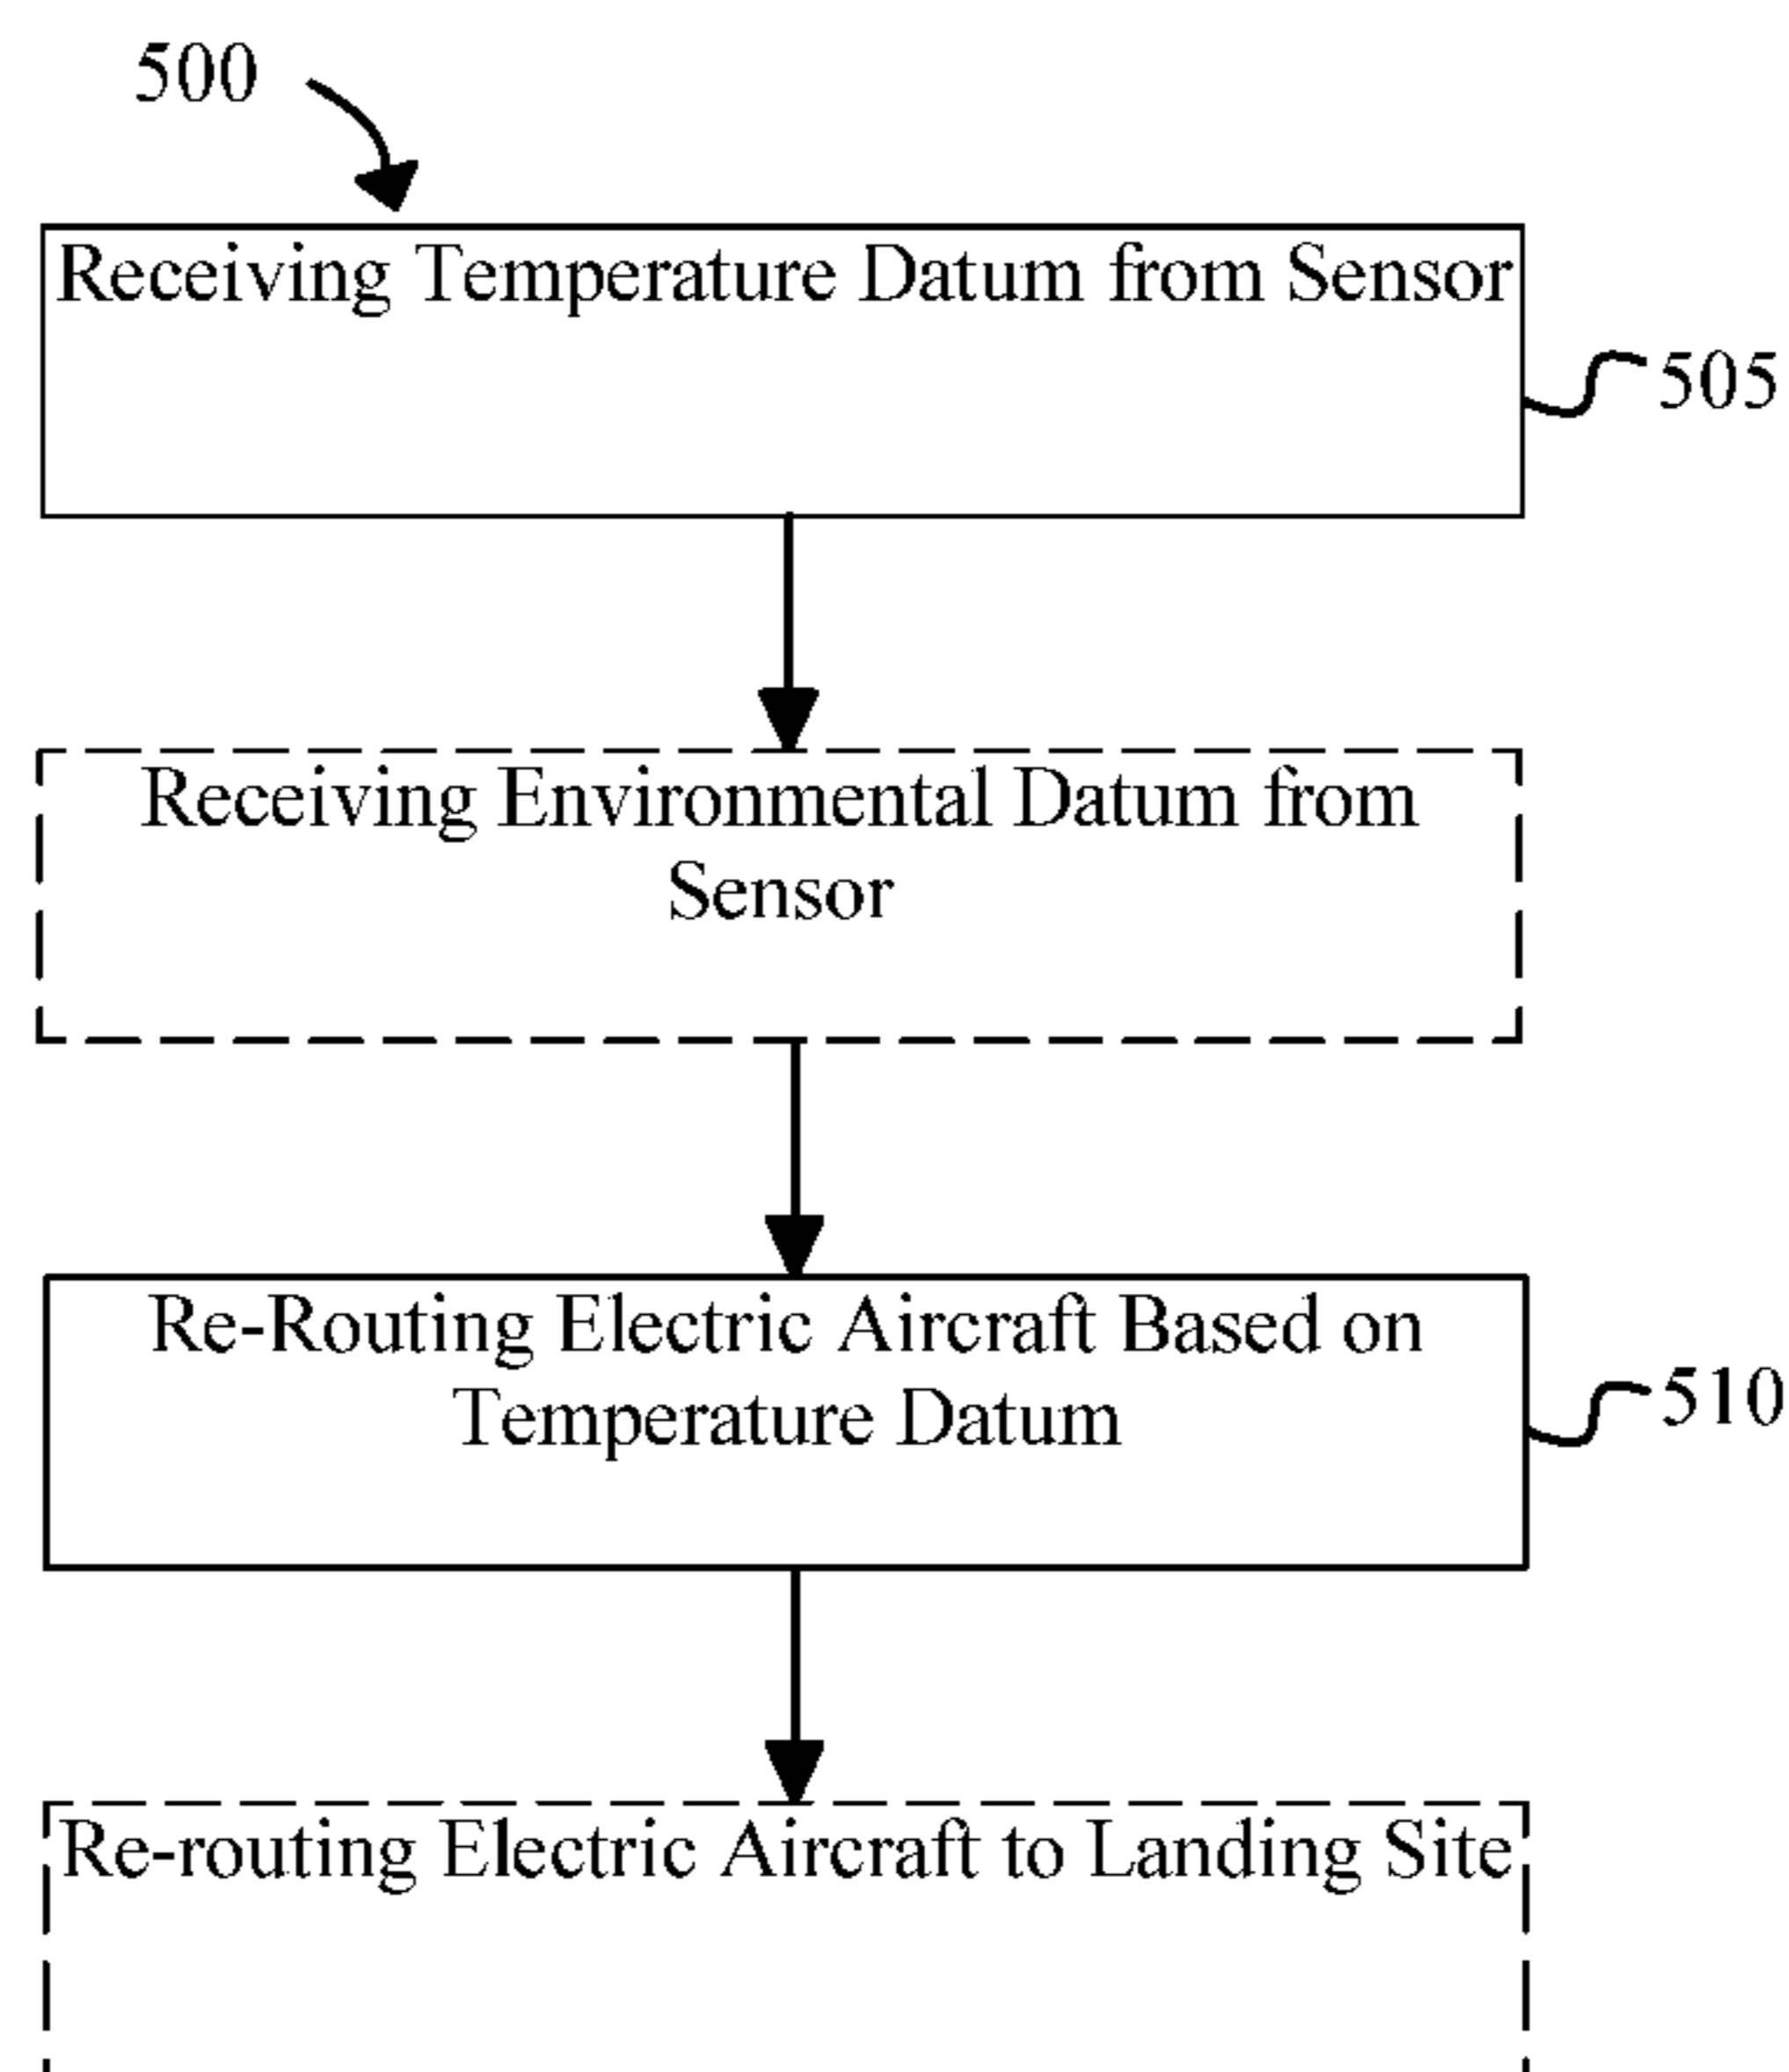 500
Receiving Temperature Datum from Sensor
505
Receiving Environmental Datum from
Sensor
Re-Routing Electric Aircraft Based on
Temperature Datum
510
Re-routing Electric Aircraft to Landing Site